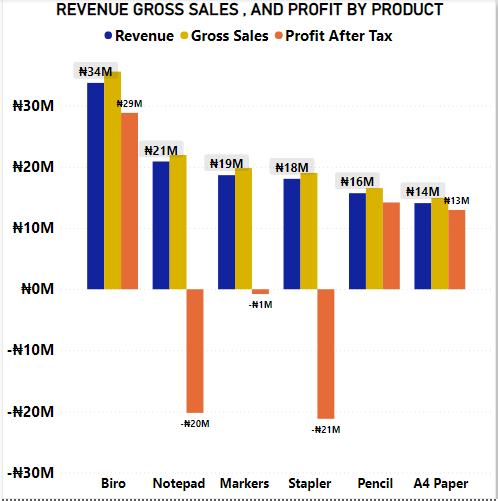 REVENUE GROSS SALES , AND PROFIT BY PRODUCT
Revenue Gross Sales Profit After Tax
₦34M
₦29M
₦30M
₦21M
₦20M
₦19M
₦18M
₦16M
₦14M
₦13M
₦10M
₦0M
-₦1M
-₦10M
-₦20M
-₦20M
-₦21M
-₦30M
Biro Notepad Markers Stapler Pencil A4 Paper